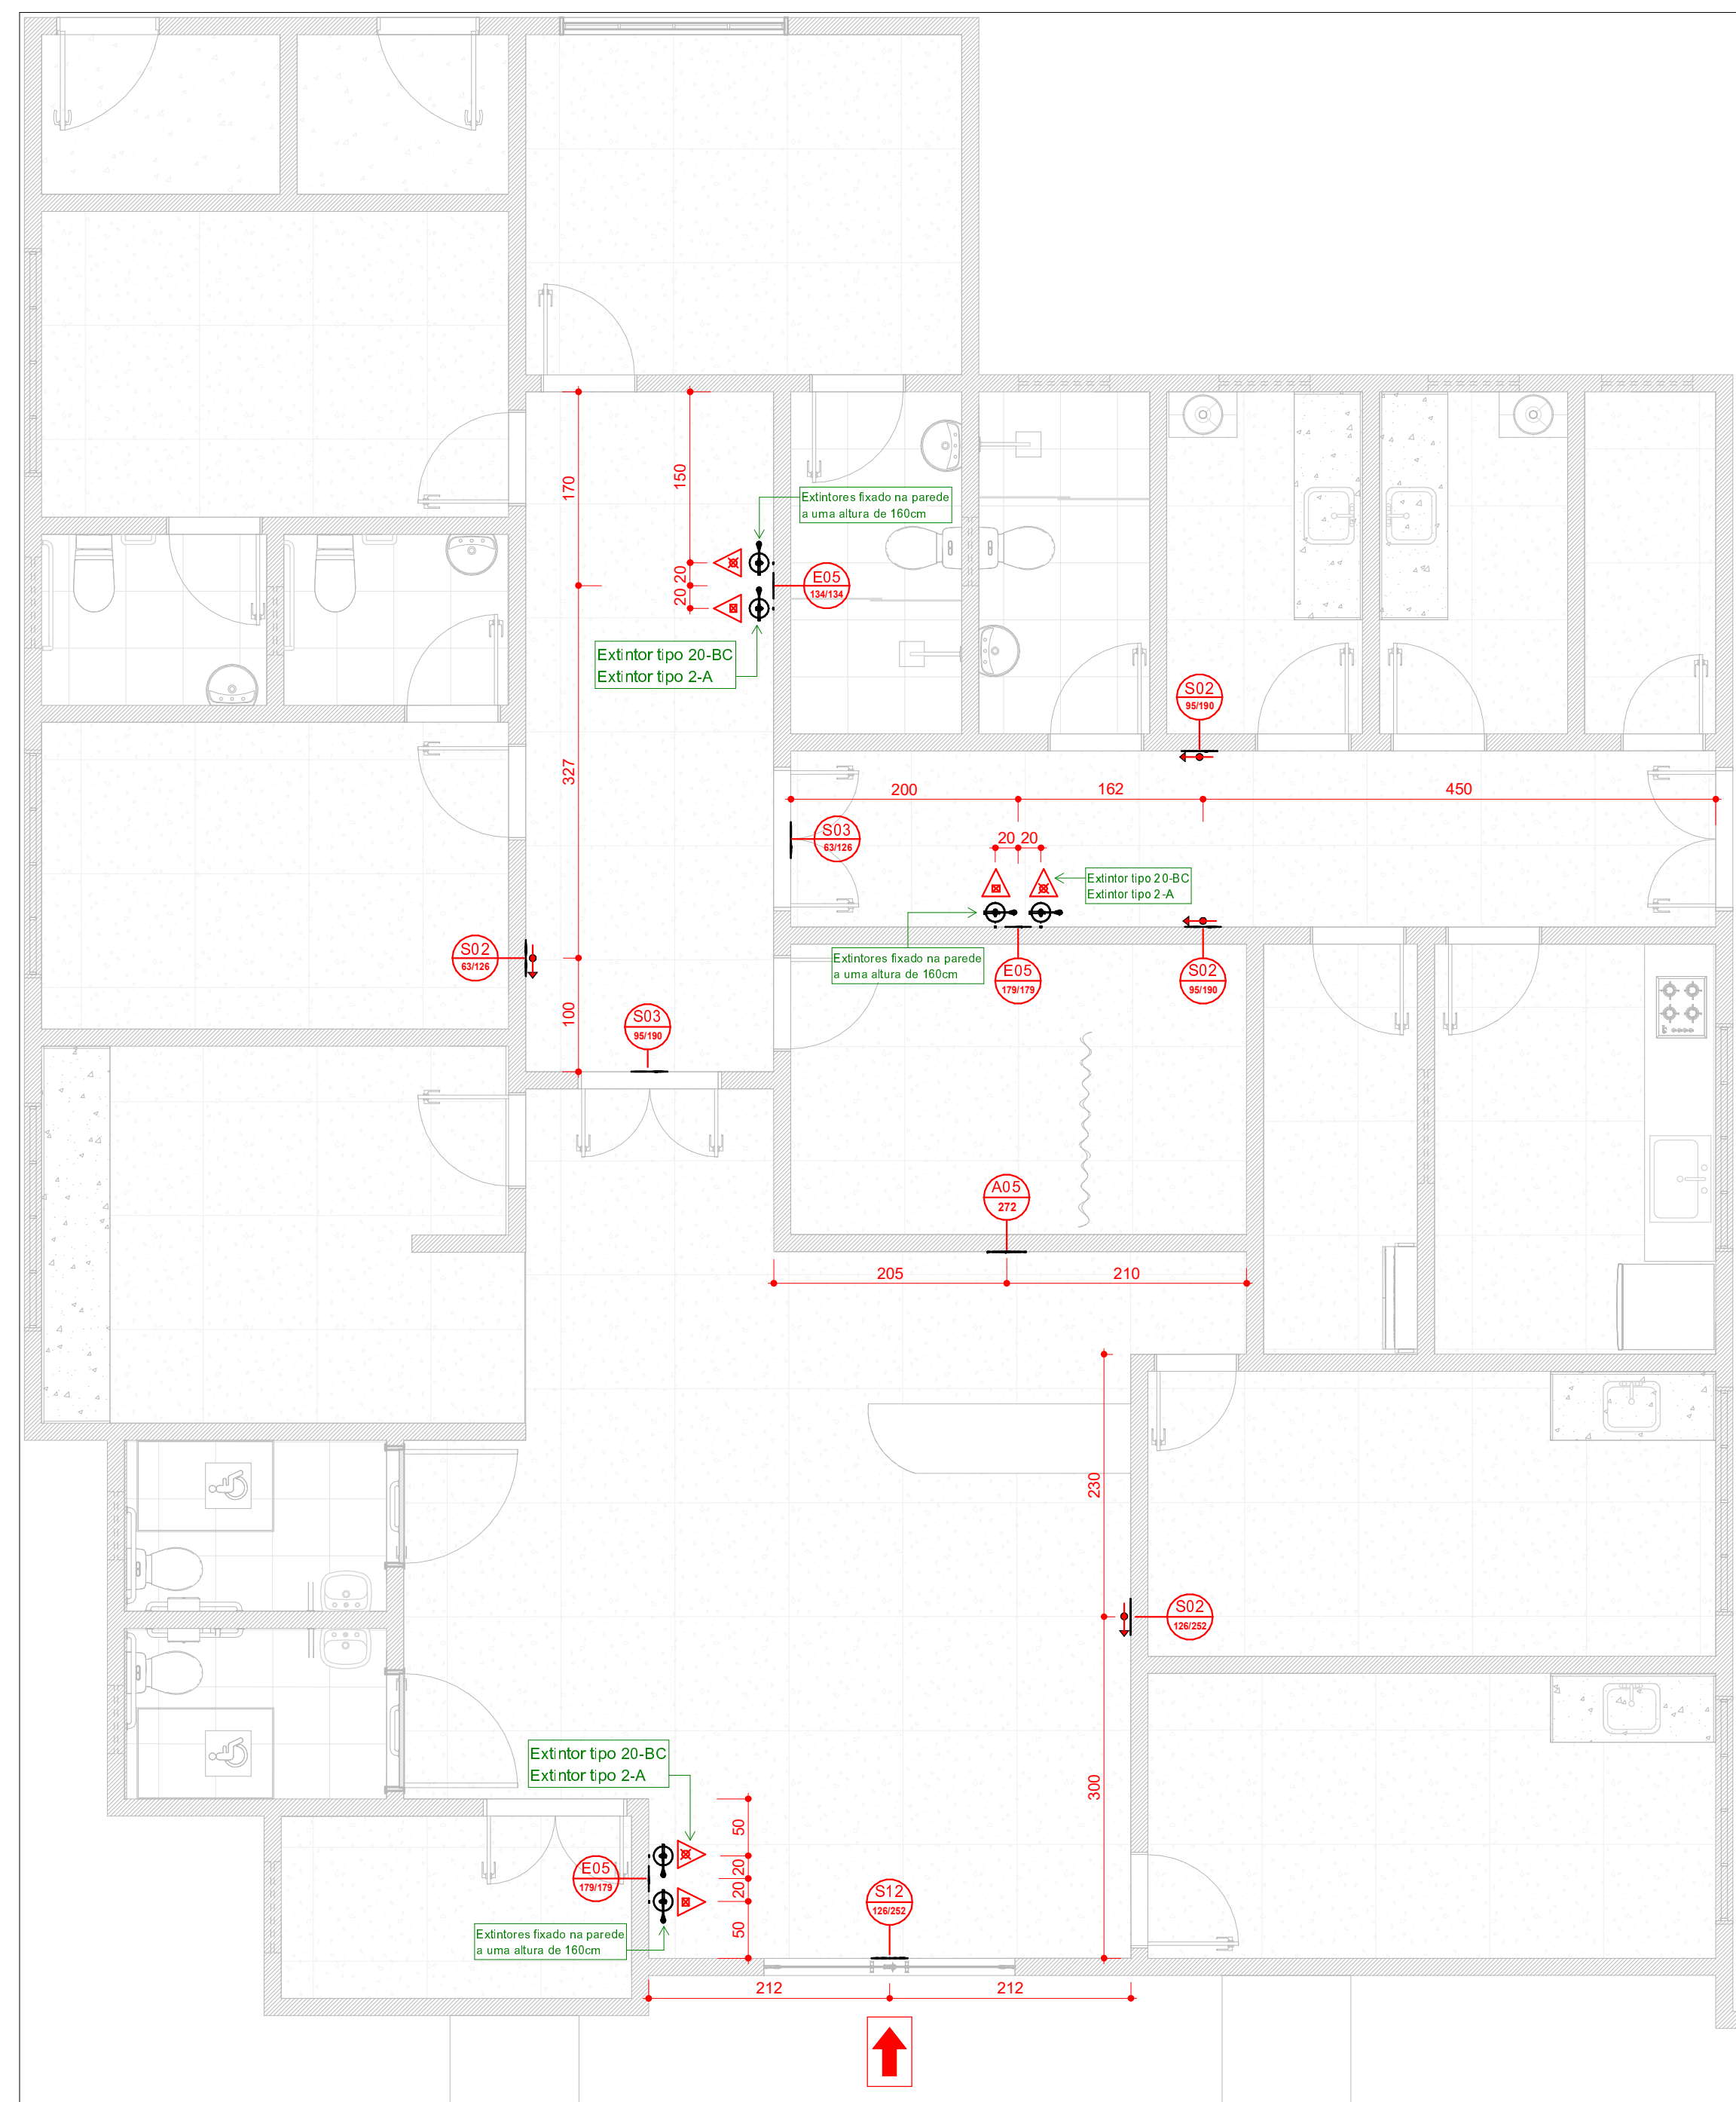 170
150
Extintores fixado na parede
a uma altura de 160cm
20
20
E05
134/134
Extintor tipo 20-BC
Extintor tipo 2-A
S02
95/190
327
200
162
450
S03
63/126
20
20
Extintor tipo 20-BC
Extintor tipo 2-A
S02
63/126
Extintores fixado na parede
a uma altura de 160cm
E05
179/179
S02
95/190
100
S03
95/190
A05
272
205
210
230
S02
126/252
Extintor tipo 20-BC
Extintor tipo 2-A
300
50
20
20
50
E05
179/179
S12
126/252
Extintores fixado na parede
a uma altura de 160cm
212
212